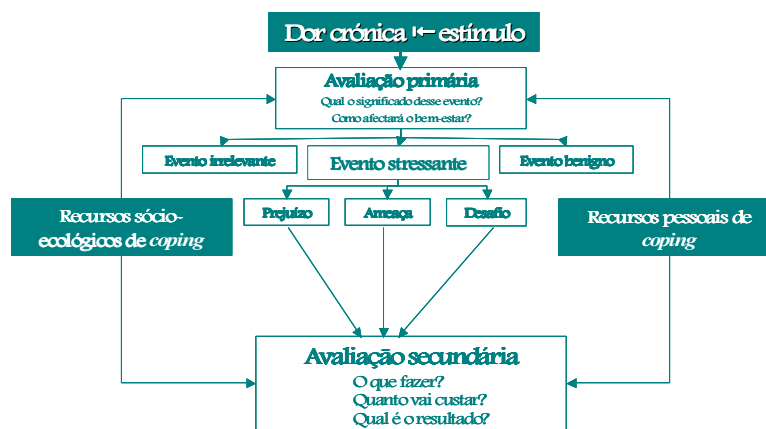 Dor crónica ⤟ estímulo
Avaliação primária
Qual o significado desse evento?
Como afectará o bem-estar?
Evento irrelevante
Evento stressante
Evento benigno
Prejuízo
Ameaça
Desafio
Recursos sócio-
ecológicos de coping
Recursos pessoais de
coping
Avaliação secundária
O que fazer?
Quanto vai custar?
Qual é o resultado?